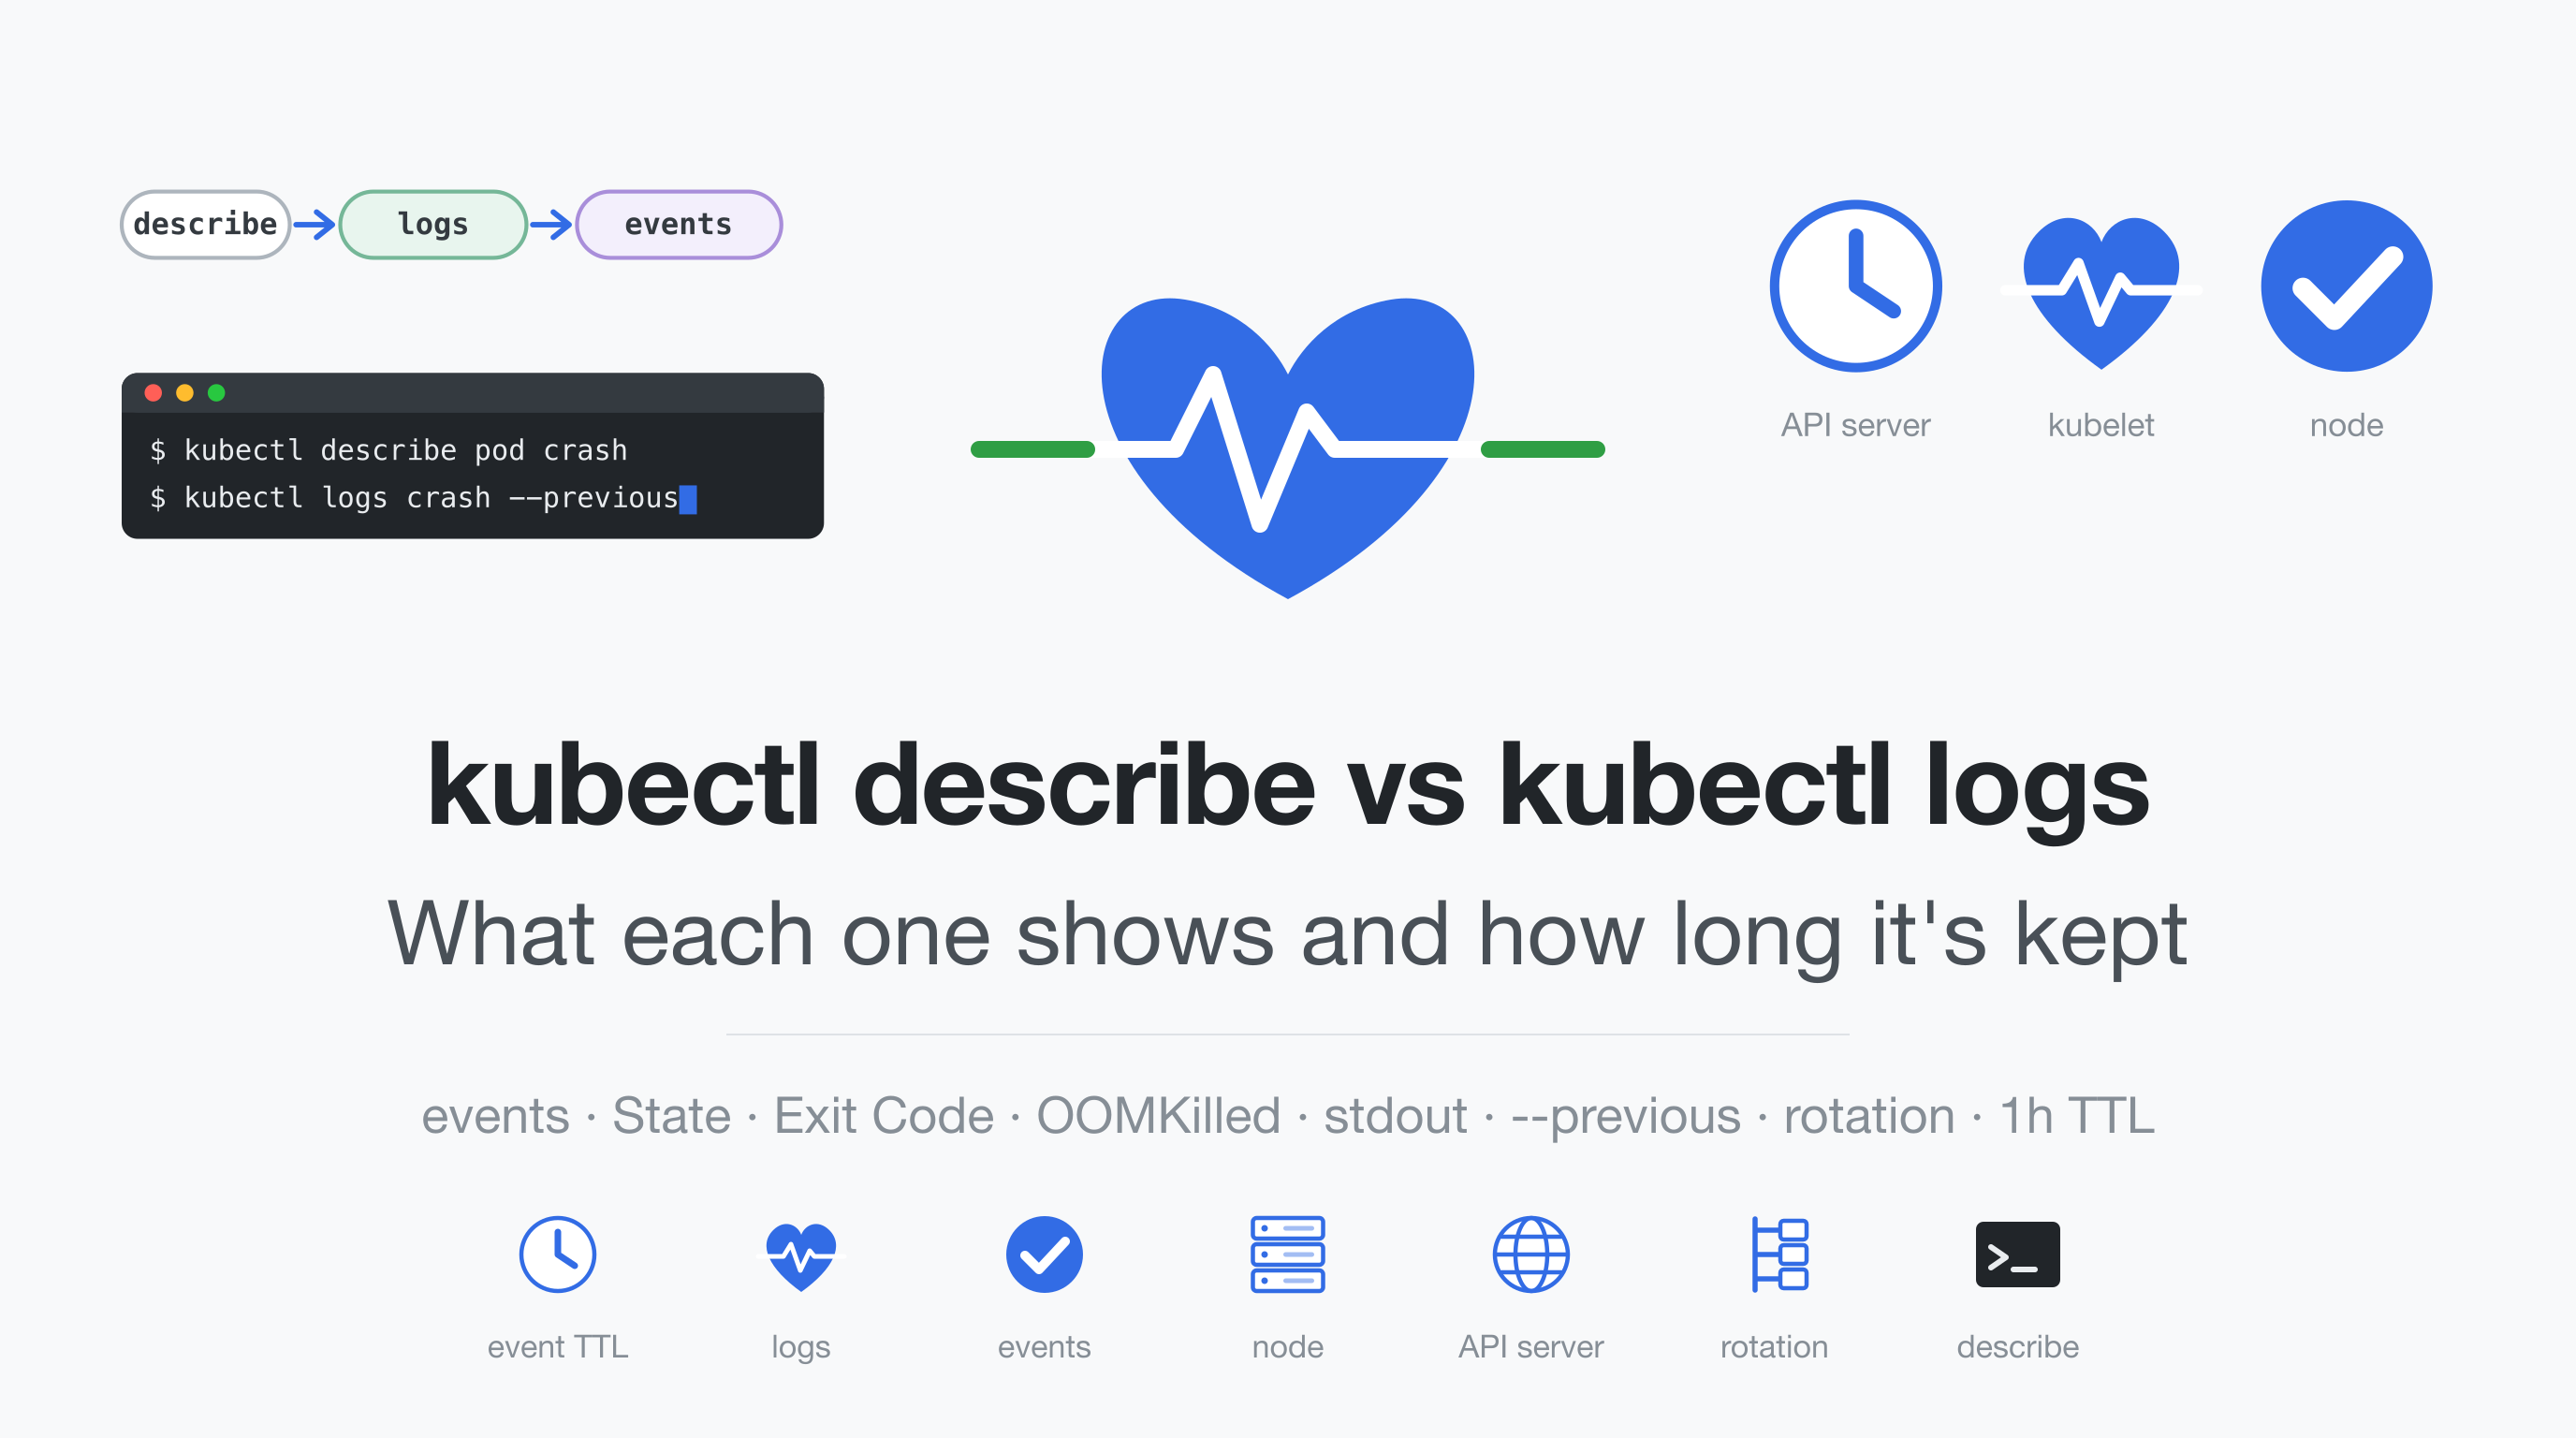 describe logs events
$ kubectl describe pod crash
$ kubectl logs crash --previous
API server kubelet node
kubectl describe vs kubectl logs
What each one shows and how long it's kept
events · State · Exit Code · OOMKilled · stdout · --previous · rotation · 1h TTL
event TTL logs events node API server rotation describe